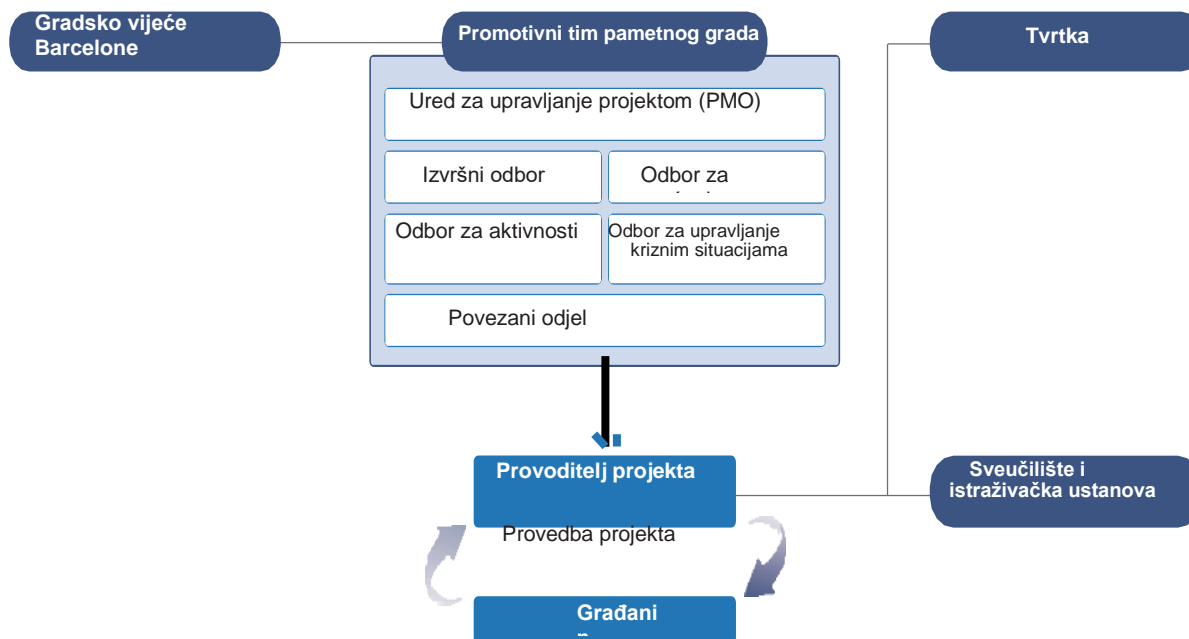 Gradsko vijeće
Barcelone
Promotivni tim pametnog grada
Tvrtka
Ured za upravljanje projektom (PMO)
Izvršni odbor
Odbor za
Odbor za aktivnosti
Odbor za upravljanje
kriznim situacijama
Povezani odjel
Provoditelj projekta
Sveučilište i
istraživačka ustanova
Provedba projekta
Građani